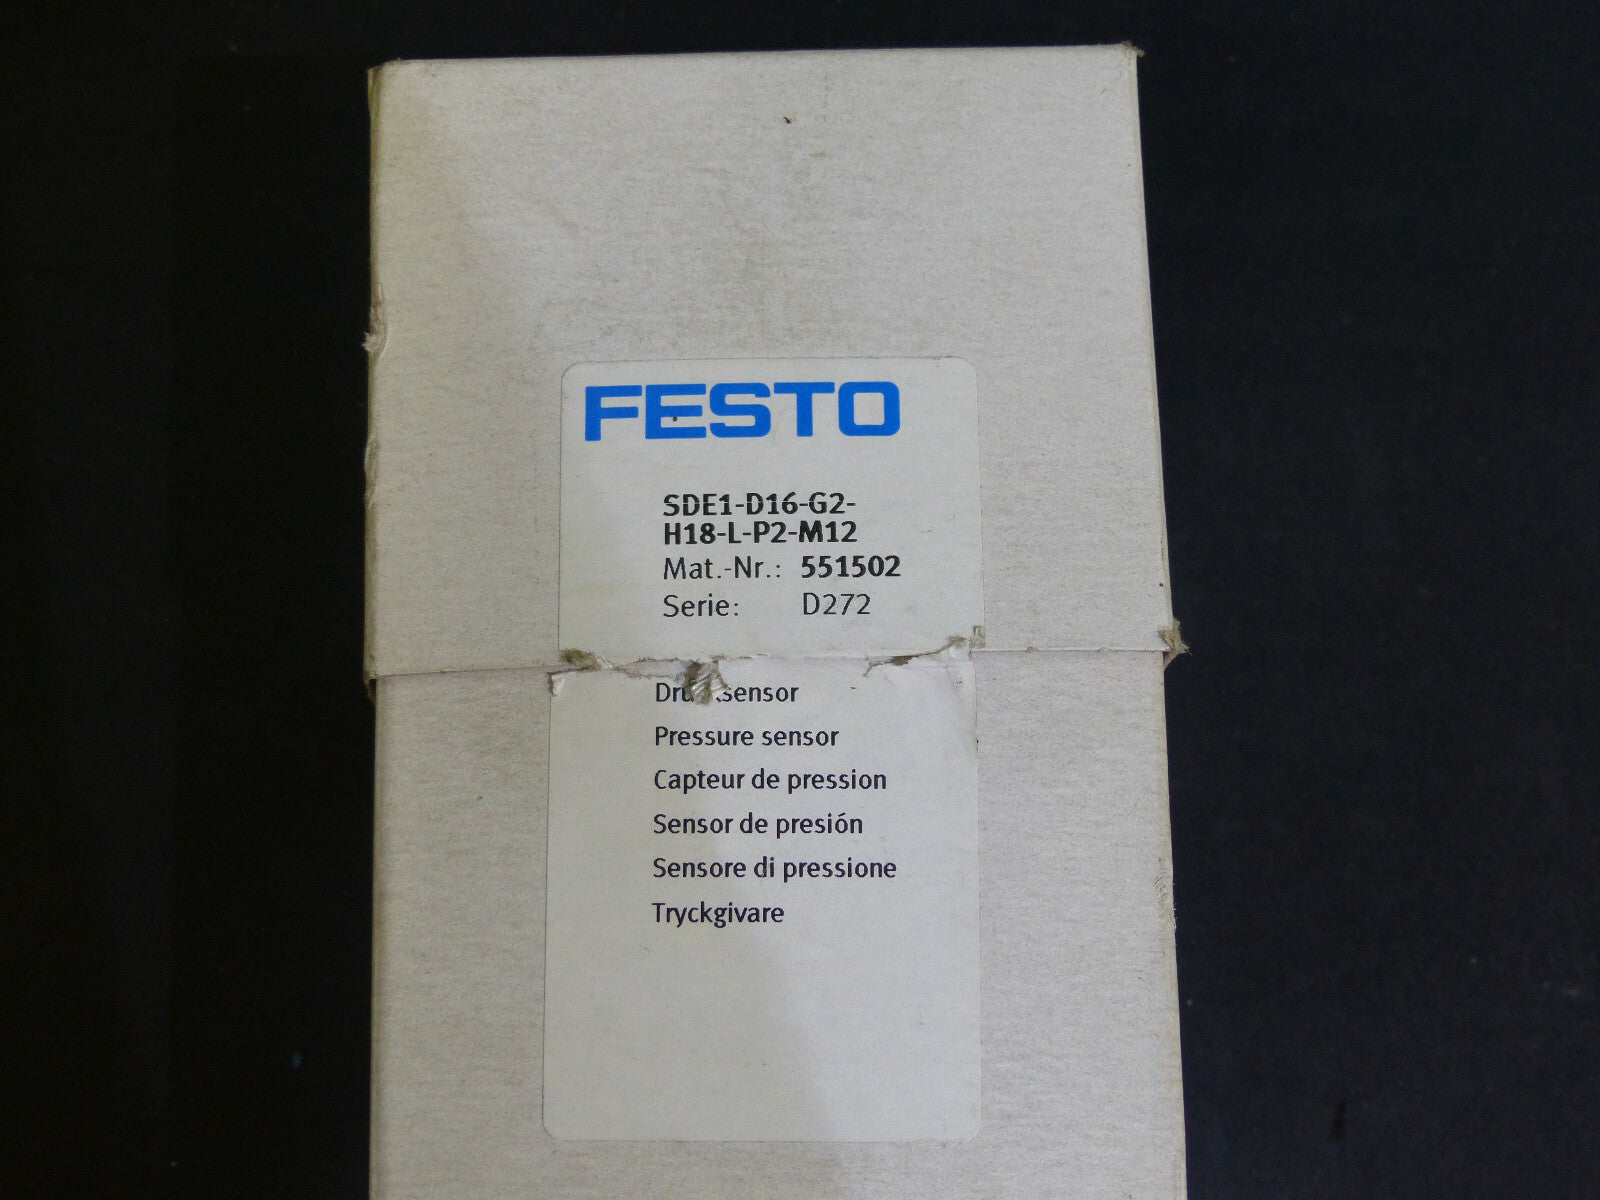 FESTO
SDE1-D16-G2-
H18-L-P2-M12
Mat.-Nr.: 551502
Serie: D272
Pressure sensor
Capteur de pression
Sensor de presión
Sensore di pressione
Tryckgivare